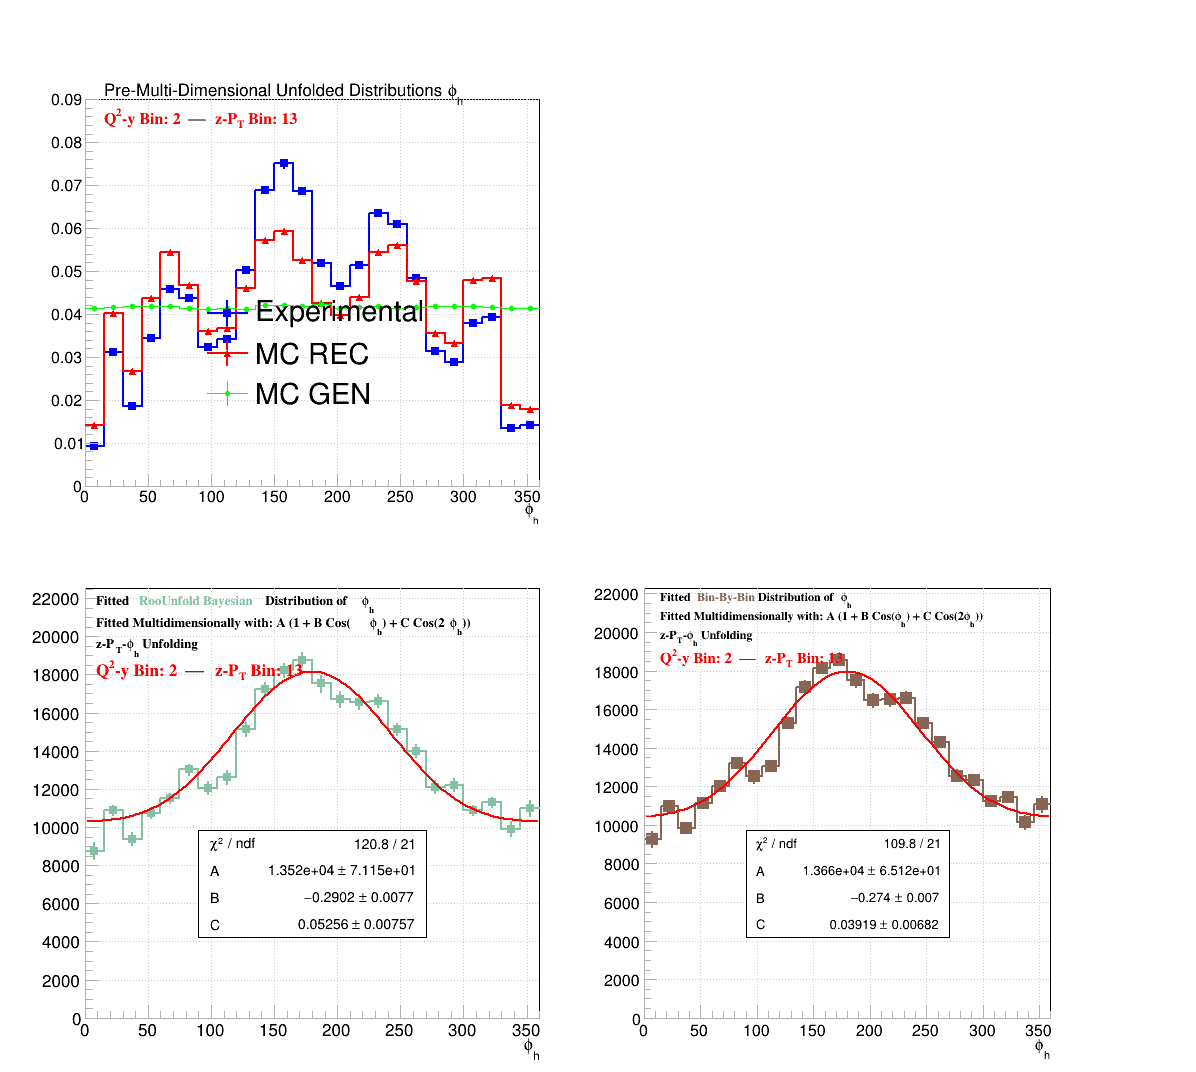 Pre-Multi-Dimensional Unfolded Distributions ϕh
Q2-y Bin: 2 — z-PT Bin: 13
0.09
0.08
0.07
0.06
0.05
0.04
0.03
0.02
0.01
0
Experimental
MC REC
MC GEN
0 50 100 150 200 250 300 350
ϕh
Fitted RooUnfold Bayesian Distribution of ϕh
Fitted Multidimensionally with: A (1 + B Cos( ϕh) + C Cos(2 ϕh))
z-PT-ϕh Unfolding
Q2-y Bin: 2 — z-PT Bin: 13
22000
20000
18000
16000
14000
12000
10000
8000
6000
4000
2000
0
χ2 / ndf 120.8 / 21
A 1.352e+04 ± 7.115e+01
B −0.2902 ± 0.0077
C 0.05256 ± 0.00757
0 50 100 150 200 250 300 350
ϕh
Fitted Bin-By-Bin Distribution of ϕh
Fitted Multidimensionally with: A (1 + B Cos(ϕh) + C Cos(2ϕh))
z-PT-ϕh Unfolding
Q2-y Bin: 2 — z-PT Bin: 13
22000
20000
18000
16000
14000
12000
10000
8000
6000
4000
2000
0
χ2 / ndf 109.8 / 21
A 1.366e+04 ± 6.512e+01
B −0.274 ± 0.007
C 0.03919 ± 0.00682
0 50 100 150 200 250 300 350
ϕh